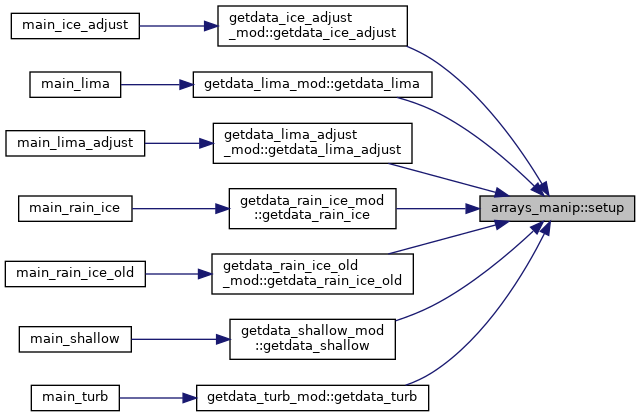 main_ice_adjust
getdata_ice_adjust
_mod::getdata_ice_adjust
main_lima
getdata_lima_mod::getdata_lima
main_lima_adjust
getdata_lima_adjust
_mod::getdata_lima_adjust
main_rain_ice
getdata_rain_ice_mod
::getdata_rain_ice
arrays_manip::setup
main_rain_ice_old
getdata_rain_ice_old
_mod::getdata_rain_ice_old
main_shallow
getdata_shallow_mod
::getdata_shallow
main_turb
getdata_turb_mod::getdata_turb